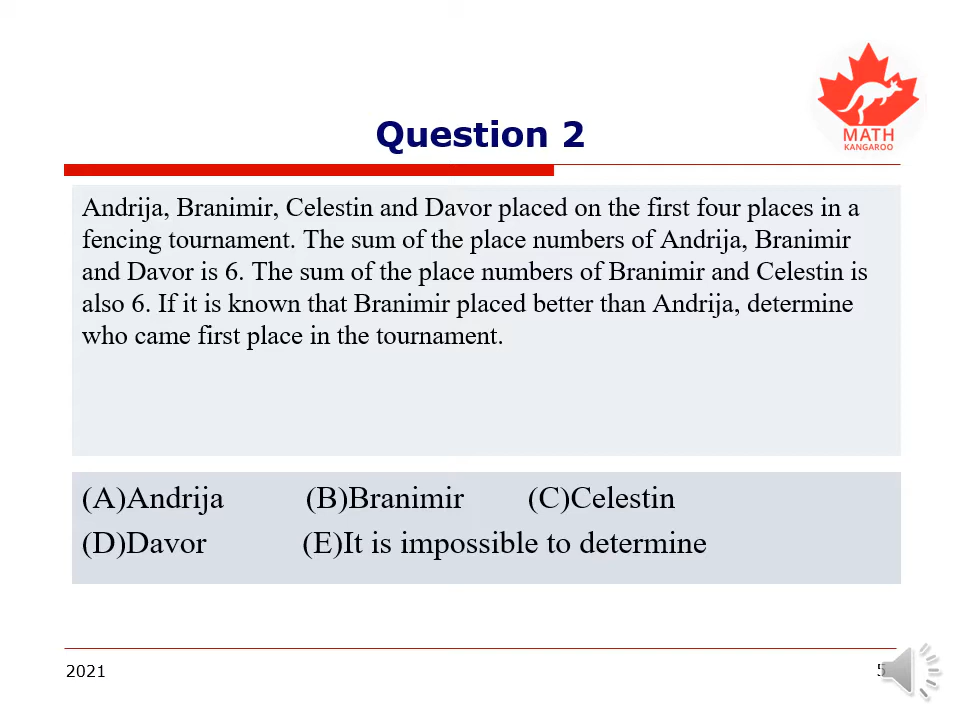 MATH
KANGAROO
Question 2
Andrija, Branimir, Celestin and Davor placed on the first four places in a
fencing tournament. The sum of the place numbers of Andrija, Branimir
and Davor is 6. The sum of the place numbers of Branimir and Celestin is
also 6. If it is known that Branimir placed better than Andrija, determine
who came first place in the tournament.
(A)Andrija (B)Branimir (C)Celestin
(D)Davor (E)It is impossible to determine
2021 5